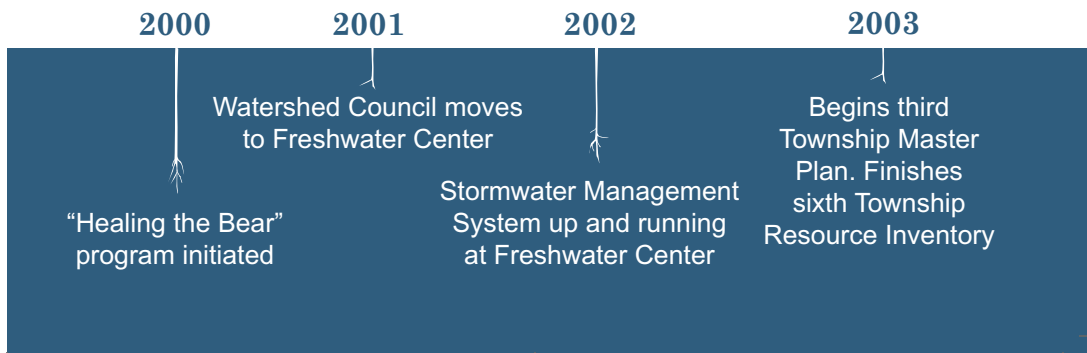 2000
2001
2002
2003
“Healing the Bear”
program initiated
Watershed Council moves
to Freshwater Center
Stormwater Management
System up and running
at Freshwater Center
Begins third
Township Master
Plan. Finishes
sixth Township
Resource Inventory